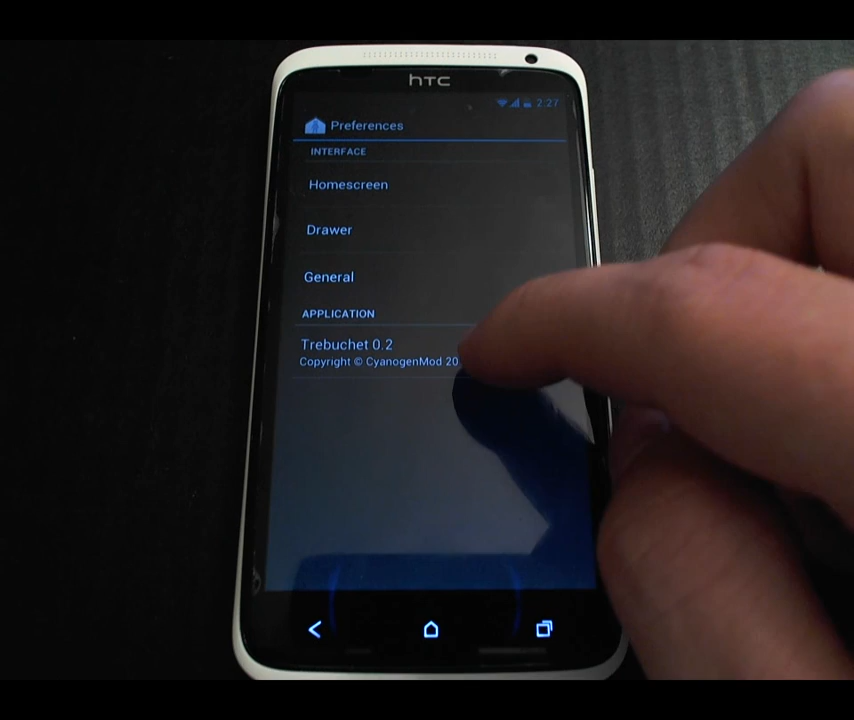 hTC
2:27
Preferences
INTERFACE
Homescreen
Drawer
General
APPLICATION
Trebuchet 0.2
Copyright © CyanogenMod 20